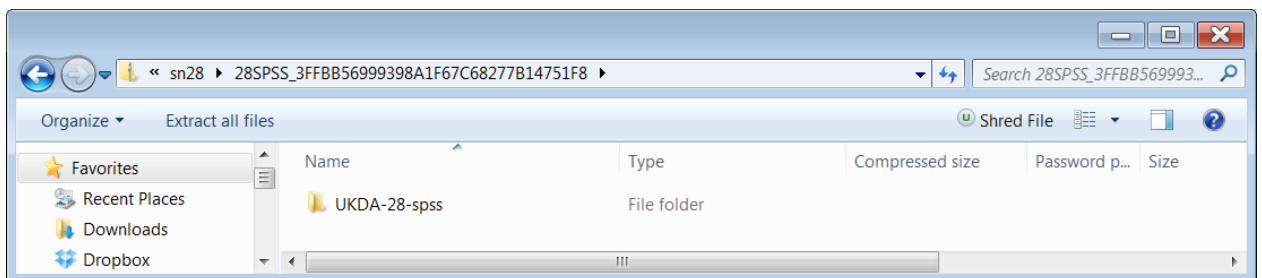 « sn28 ▸ 28SPSS_3FFBB56999398A1F67C68277B14751F8 ▸ Search 28SPSS_3FFBB569993...
Organize ▾ Extract all files Shred File
Favorites
Recent Places
Downloads
Dropbox
Name Type Compressed size Password p... Size
UKDA-28-spss File folder